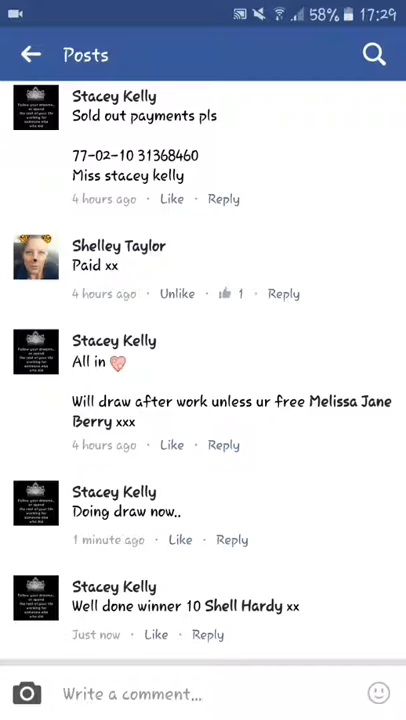 58% 17:29
Posts
Stacey Kelly
Sold out payments pls
77-02-10 31368460
Miss stacey kelly
4 hours ago · Like · Reply
Shelley Taylor
Paid xx
4 hours ago · Unlike · 1 · Reply
Stacey Kelly
All in
Will draw after work unless ur free Melissa Jane
Berry xxx
4 hours ago · Like · Reply
Stacey Kelly
Doing draw now..
1 minute ago · Like · Reply
Stacey Kelly
Well done winner 10 Shell Hardy xx
Just now · Like · Reply
Write a comment...